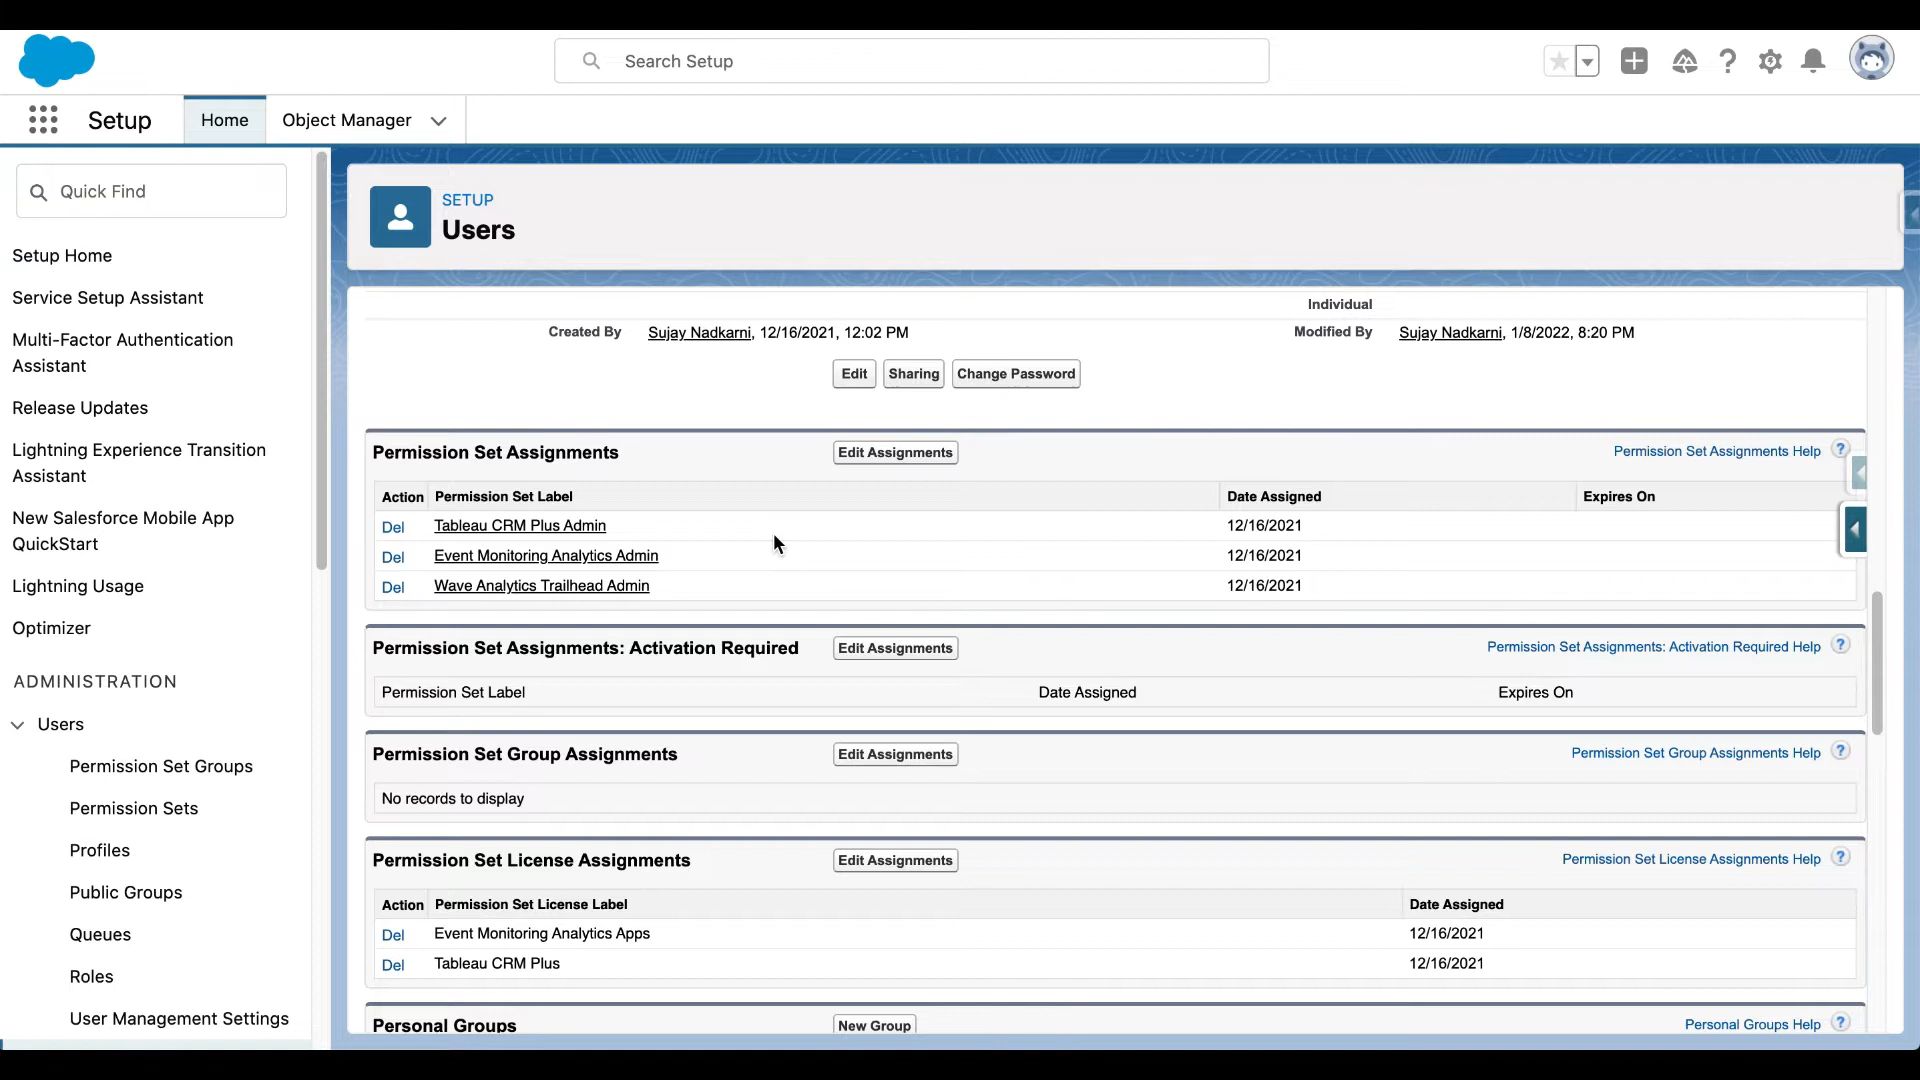 Search Setup
Setup
Home
Object Manager
Quick Find
Setup Home
Service Setup Assistant
Multi-Factor Authentication
Assistant
Release Updates
Lightning Experience Transition
Assistant
New Salesforce Mobile App
QuickStart
Lightning Usage
Optimizer
ADMINISTRATION
Users
Permission Set Groups
Permission Sets
Profiles
Public Groups
Queues
Roles
User Management Settings
SETUP
Users
Individual
Created By Sujay Nadkarni, 12/16/2021, 12:02 PM Modified By Sujay Nadkarni, 1/8/2022, 8:20 PM
Edit Sharing Change Password
Permission Set Assignments Edit Assignments Permission Set Assignments Help ?
Action Permission Set Label Date Assigned Expires On
Del Tableau CRM Plus Admin 12/16/2021
Del Event Monitoring Analytics Admin 12/16/2021
Del Wave Analytics Trailhead Admin 12/16/2021
Permission Set Assignments: Activation Required Edit Assignments Permission Set Assignments: Activation Required Help ?
Permission Set Label Date Assigned Expires On
Permission Set Group Assignments Edit Assignments Permission Set Group Assignments Help ?
No records to display
Permission Set License Assignments Edit Assignments Permission Set License Assignments Help ?
Action Permission Set License Label Date Assigned
Del Event Monitoring Analytics Apps 12/16/2021
Del Tableau CRM Plus 12/16/2021
Personal Groups New Group Personal Groups Help ?